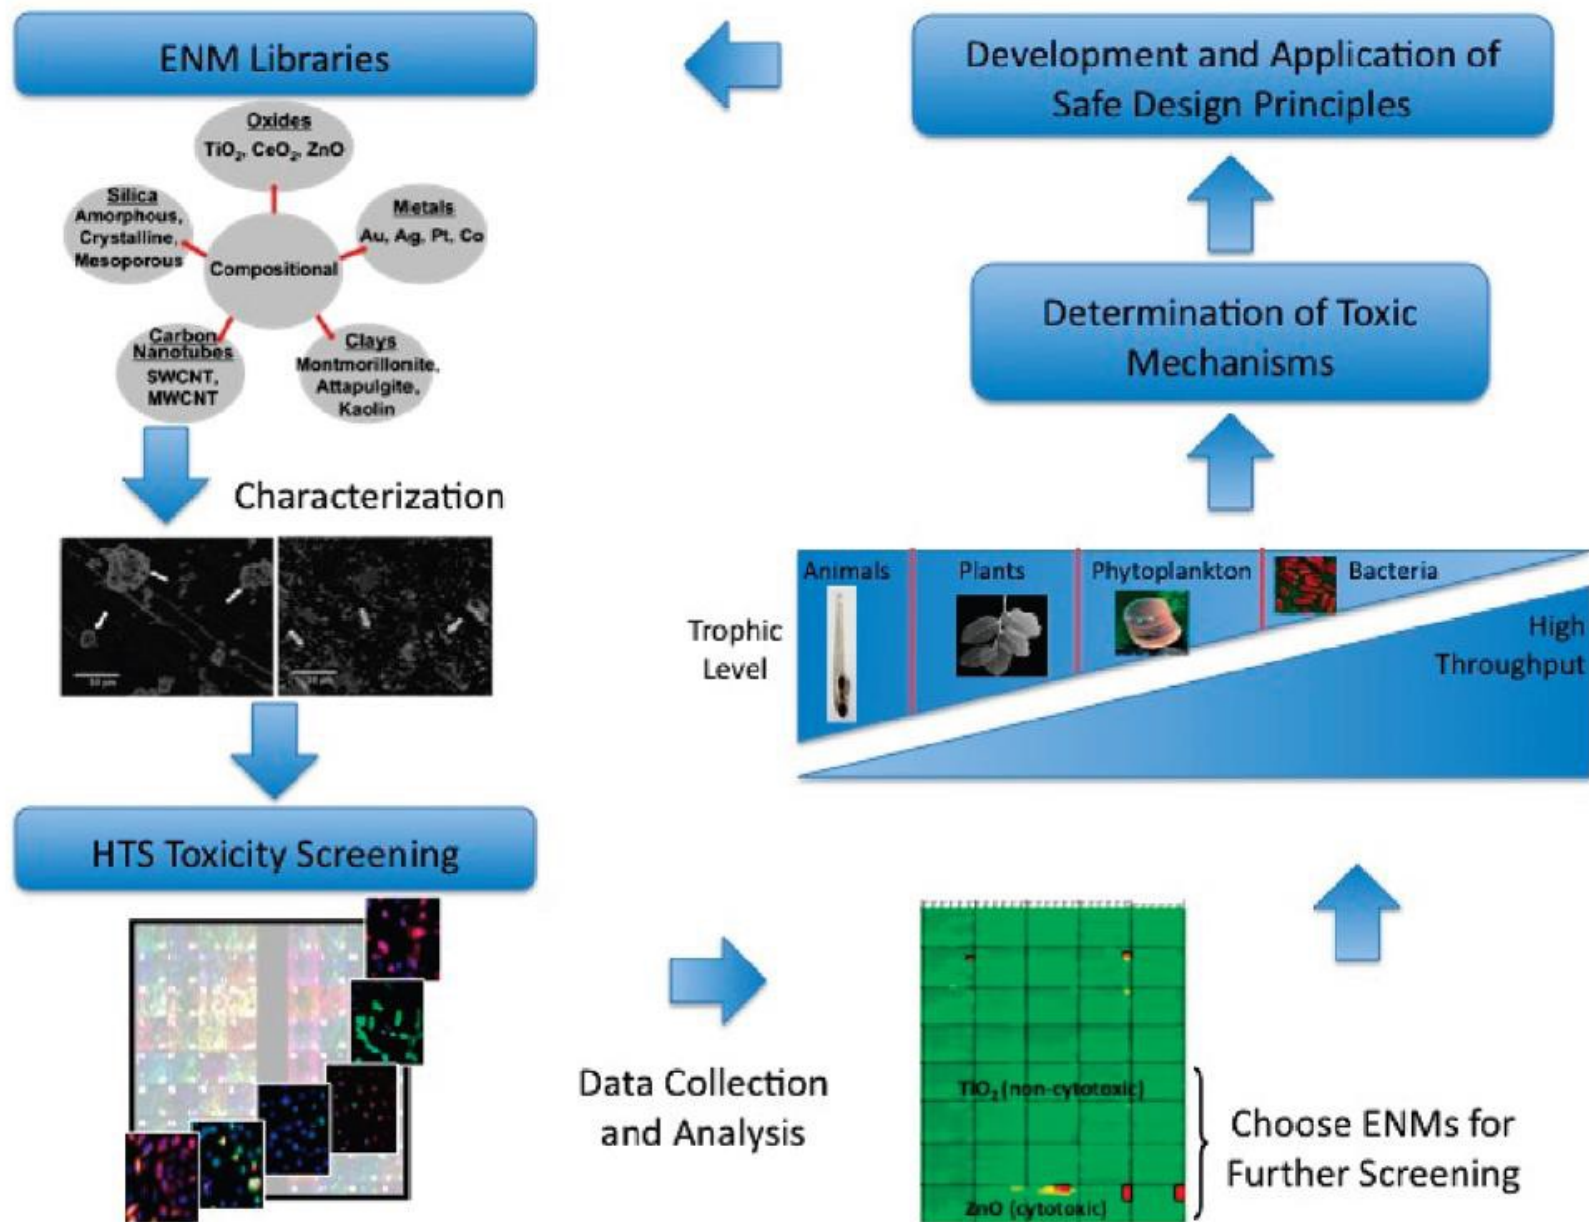 ENM Libraries
Oxides
TiO₂, CeO₂, ZnO
Silica
Amorphous,
Crystalline,
Mesoporous
Metals
Au, Ag, Pt, Co
Compositional
Carbon
Nanotubes
SWCNT,
MWCNT
Clays
Montmorillonite,
Attapulgite,
Kaolin
Characterization
HTS Toxicity Screening
Data Collection
and Analysis
TiO₂ (non-cytotoxic)
ZnO (cytotoxic)
Choose ENMs for
Further Screening
Trophic
Level
Animals
Plants
Phytoplankton
Bacteria
High
Throughput
Determination of Toxic
Mechanisms
Development and Application of
Safe Design Principles